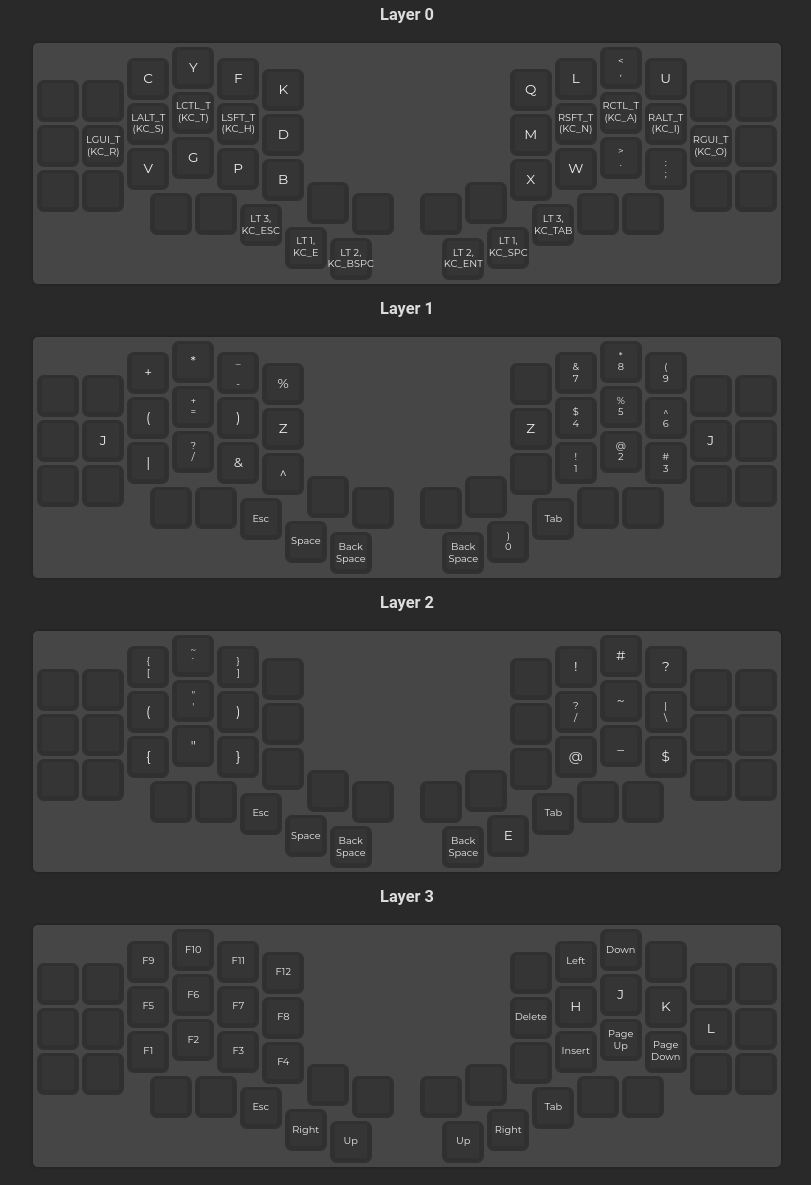 Layer 0
C Y F K Q L < , U
LGUI_T (KC_R) LALT_T (KC_S) LCTL_T (KC_T) LSFT_T (KC_H) D M RSFT_T (KC_N) RCTL_T (KC_A) RALT_T (KC_I) RGUI_T (KC_O)
V G P B X W > . : ;
LT 3, KC_ESC LT 1, KC_E LT 2, KC_BSPC LT 2, KC_ENT LT 1, KC_SPC LT 3, KC_TAB
Layer 1
+ * _ - % & 7 * 8 ( 9
J ( + = ) Z Z $ 4 % 5 ^ 6 J
| ? / & ^ ! 1 @ 2 # 3
Esc Space Back Space Back Space ) 0 Tab
Layer 2
{ [ ~ ` } ] ! # ?
( " ' ) ? / ~ | \
{ " } @ _ $
Esc Space Back Space Back Space E Tab
Layer 3
F9 F10 F11 F12 Left Down
F5 F6 F7 F8 Delete H J K L
F1 F2 F3 F4 Insert Page Up Page Down
Esc Right Up Up Right Tab